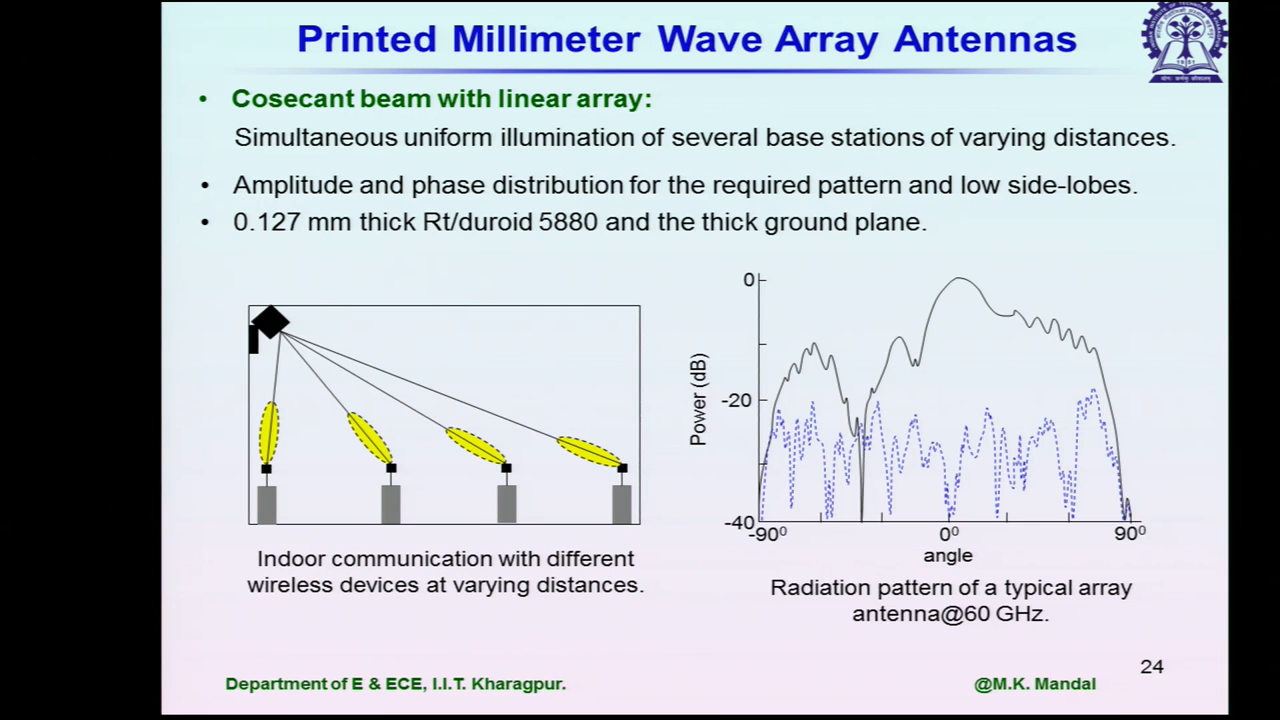 Printed Millimeter Wave Array Antennas
• Cosecant beam with linear array:
Simultaneous uniform illumination of several base stations of varying distances.
• Amplitude and phase distribution for the required pattern and low side-lobes.
• 0.127 mm thick Rt/duroid 5880 and the thick ground plane.
0
-20
-40
Power (dB)
-90⁰ 0⁰ 90⁰
angle
Indoor communication with different
wireless devices at varying distances.
Radiation pattern of a typical array
antenna@60 GHz.
24
Department of E & ECE, I.I.T. Kharagpur. @M.K. Mandal